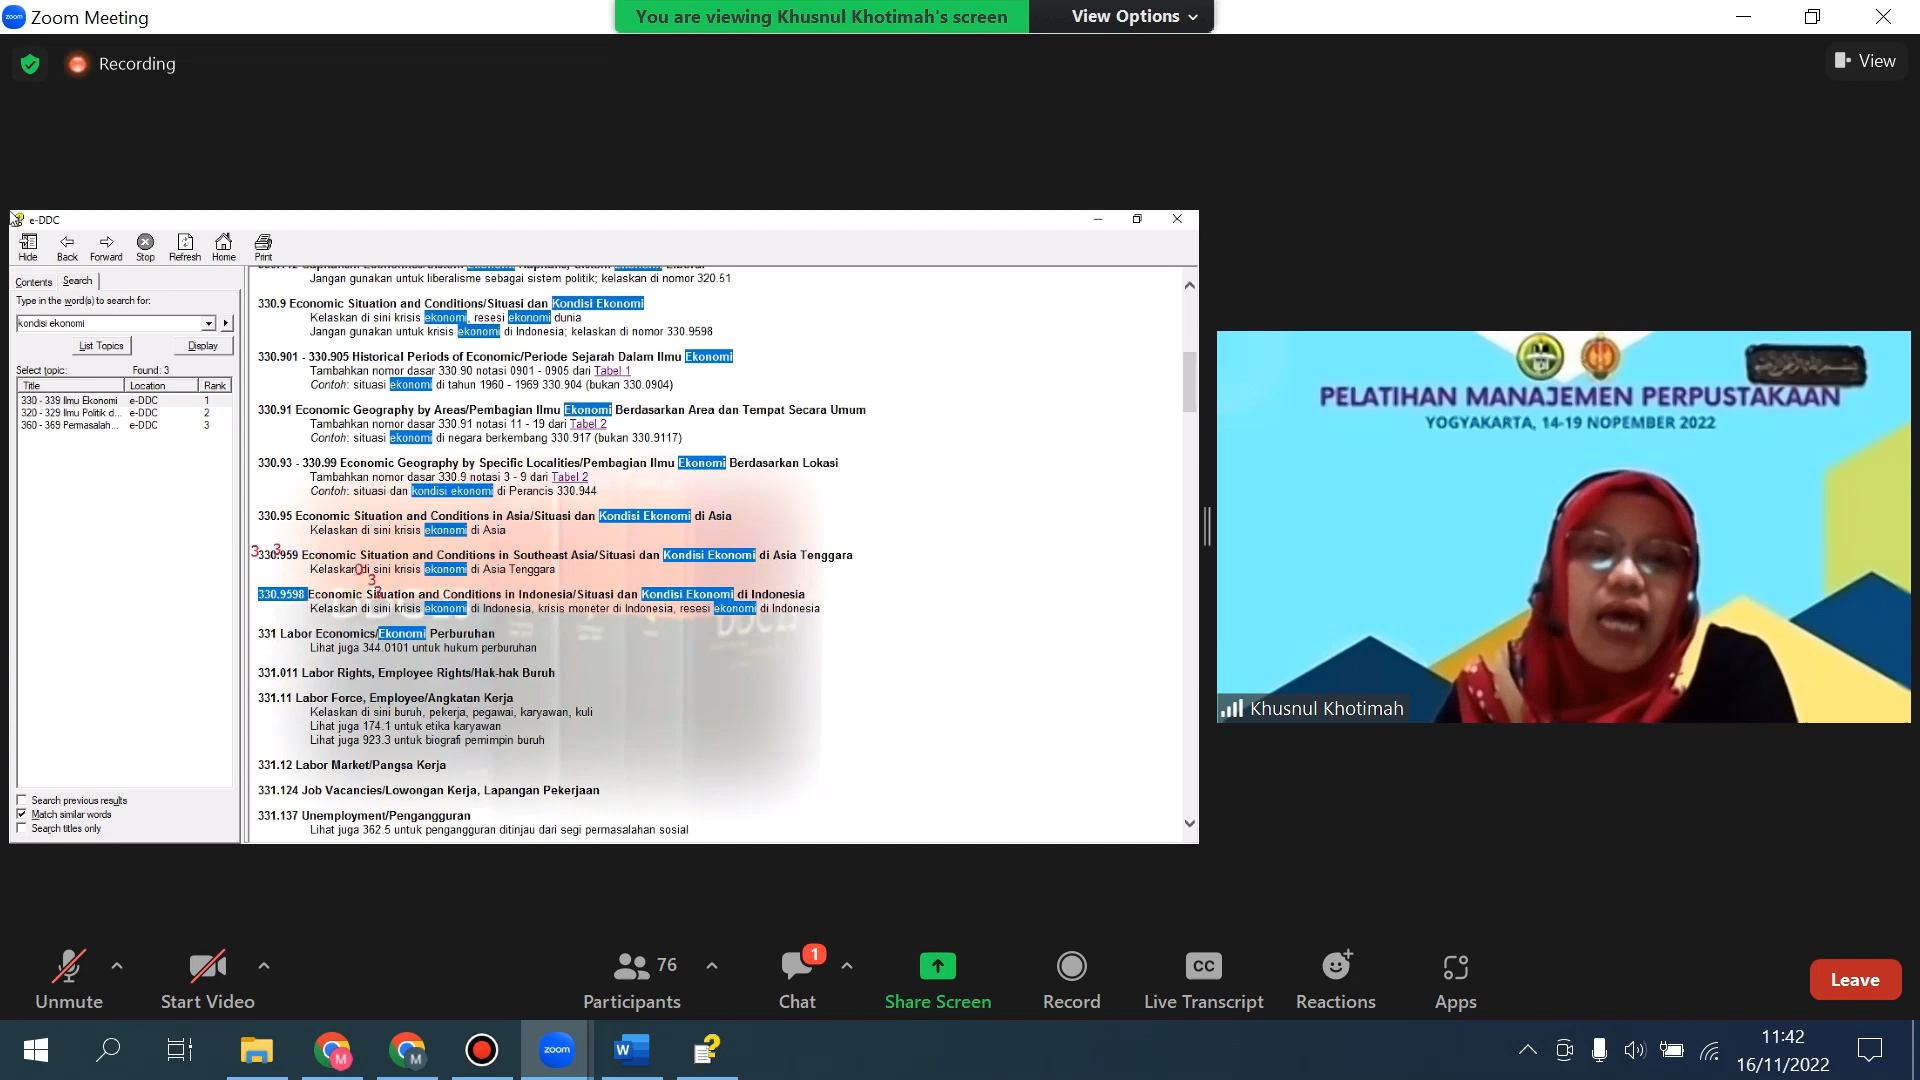 Zoom Meeting
You are viewing Khusnul Khotimah's screen
View Options
Recording
View
e-DDC
Hide Back Forward Stop Refresh Home Print
Contents Search
Type in the word(s) to search for:
kondisi ekonomi
List Topics Display
Select topic: Found: 3
Title Location Rank
330 - 339 Ilmu Ekonomi e-DDC 1
320 - 329 Ilmu Politik d... e-DDC 2
360 - 369 Permasalah... e-DDC 3
Search previous results
Match similar words
Search titles only
Jangan gunakan untuk liberalisme sebagai sistem politik; kelaskan di nomor 320.51
330.9 Economic Situation and Conditions/Situasi dan Kondisi Ekonomi
Kelaskan di sini krisis ekonomi, resesi ekonomi dunia
Jangan gunakan untuk krisis ekonomi di Indonesia; kelaskan di nomor 330.9598
330.901 - 330.905 Historical Periods of Economic/Periode Sejarah Dalam Ilmu Ekonomi
Tambahkan nomor dasar 330.90 notasi 0901 - 0905 dari Tabel 1
Contoh: situasi ekonomi di tahun 1960 - 1969 330.904 (bukan 330.0904)
330.91 Economic Geography by Areas/Pembagian Ilmu Ekonomi Berdasarkan Area dan Tempat Secara Umum
Tambahkan nomor dasar 330.91 notasi 11 - 19 dari Tabel 2
Contoh: situasi ekonomi di negara berkembang 330.917 (bukan 330.9117)
330.93 - 330.99 Economic Geography by Specific Localities/Pembagian Ilmu Ekonomi Berdasarkan Lokasi
Tambahkan nomor dasar 330.9 notasi 3 - 9 dari Tabel 2
Contoh: situasi dan kondisi ekonomi di Perancis 330.944
330.95 Economic Situation and Conditions in Asia/Situasi dan Kondisi Ekonomi di Asia
Kelaskan di sini krisis ekonomi di Asia
3 3
330.959 Economic Situation and Conditions in Southeast Asia/Situasi dan Kondisi Ekonomi di Asia Tenggara
Kelaskan di sini krisis ekonomi di Asia Tenggara
0
3
3
330.9598 Economic Situation and Conditions in Indonesia/Situasi dan Kondisi Ekonomi di Indonesia
Kelaskan di sini krisis ekonomi di Indonesia, krisis moneter di Indonesia, resesi ekonomi di Indonesia
331 Labor Economics/Ekonomi Perburuhan
Lihat juga 344.0101 untuk hukum perburuhan
331.011 Labor Rights, Employee Rights/Hak-hak Buruh
331.11 Labor Force, Employee/Angkatan Kerja
Kelaskan di sini buruh, pekerja, pegawai, karyawan, kuli
Lihat juga 174.1 untuk etika karyawan
Lihat juga 923.3 untuk biografi pemimpin buruh
331.12 Labor Market/Pangsa Kerja
331.124 Job Vacancies/Lowongan Kerja, Lapangan Pekerjaan
331.137 Unemployment/Pengangguran
Lihat juga 362.5 untuk pengangguran ditinjau dari segi permasalahan sosial
PELATIHAN MANAJEMEN PERPUSTAKAAN
YOGYAKARTA, 14-19 NOPEMBER 2022
Khusnul Khotimah
Unmute
Start Video
76
Participants
1
Chat
Share Screen
Record
CC
Live Transcript
Reactions
Apps
Leave
zoom
11:42
16/11/2022